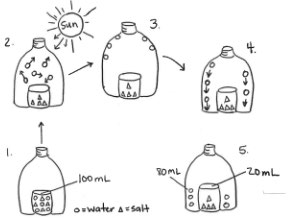 Sun
2.
3.
4.
1.
100mL
o=water Δ=salt
5.
80mL
20mL